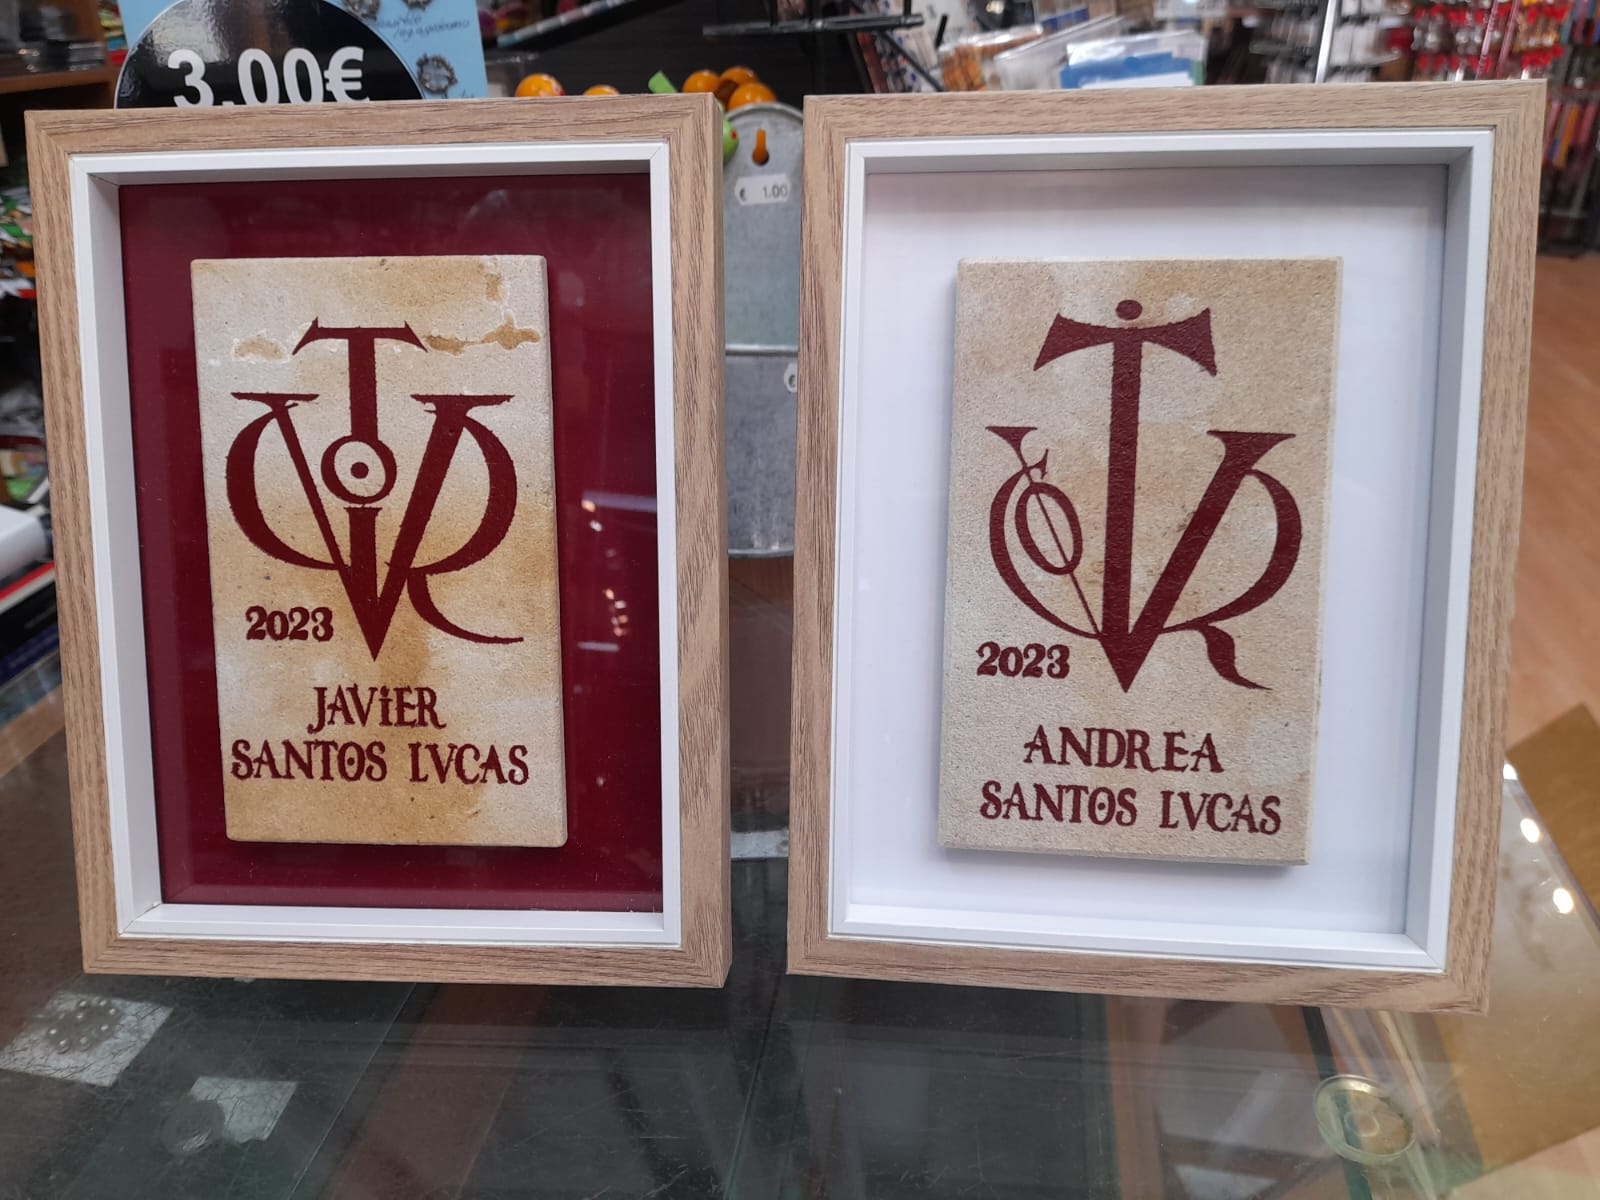 3.00€
€ 1.00
2023
JAViER
SANTOS LVCAS
2023
ANDREA
SANTOS LVCAS